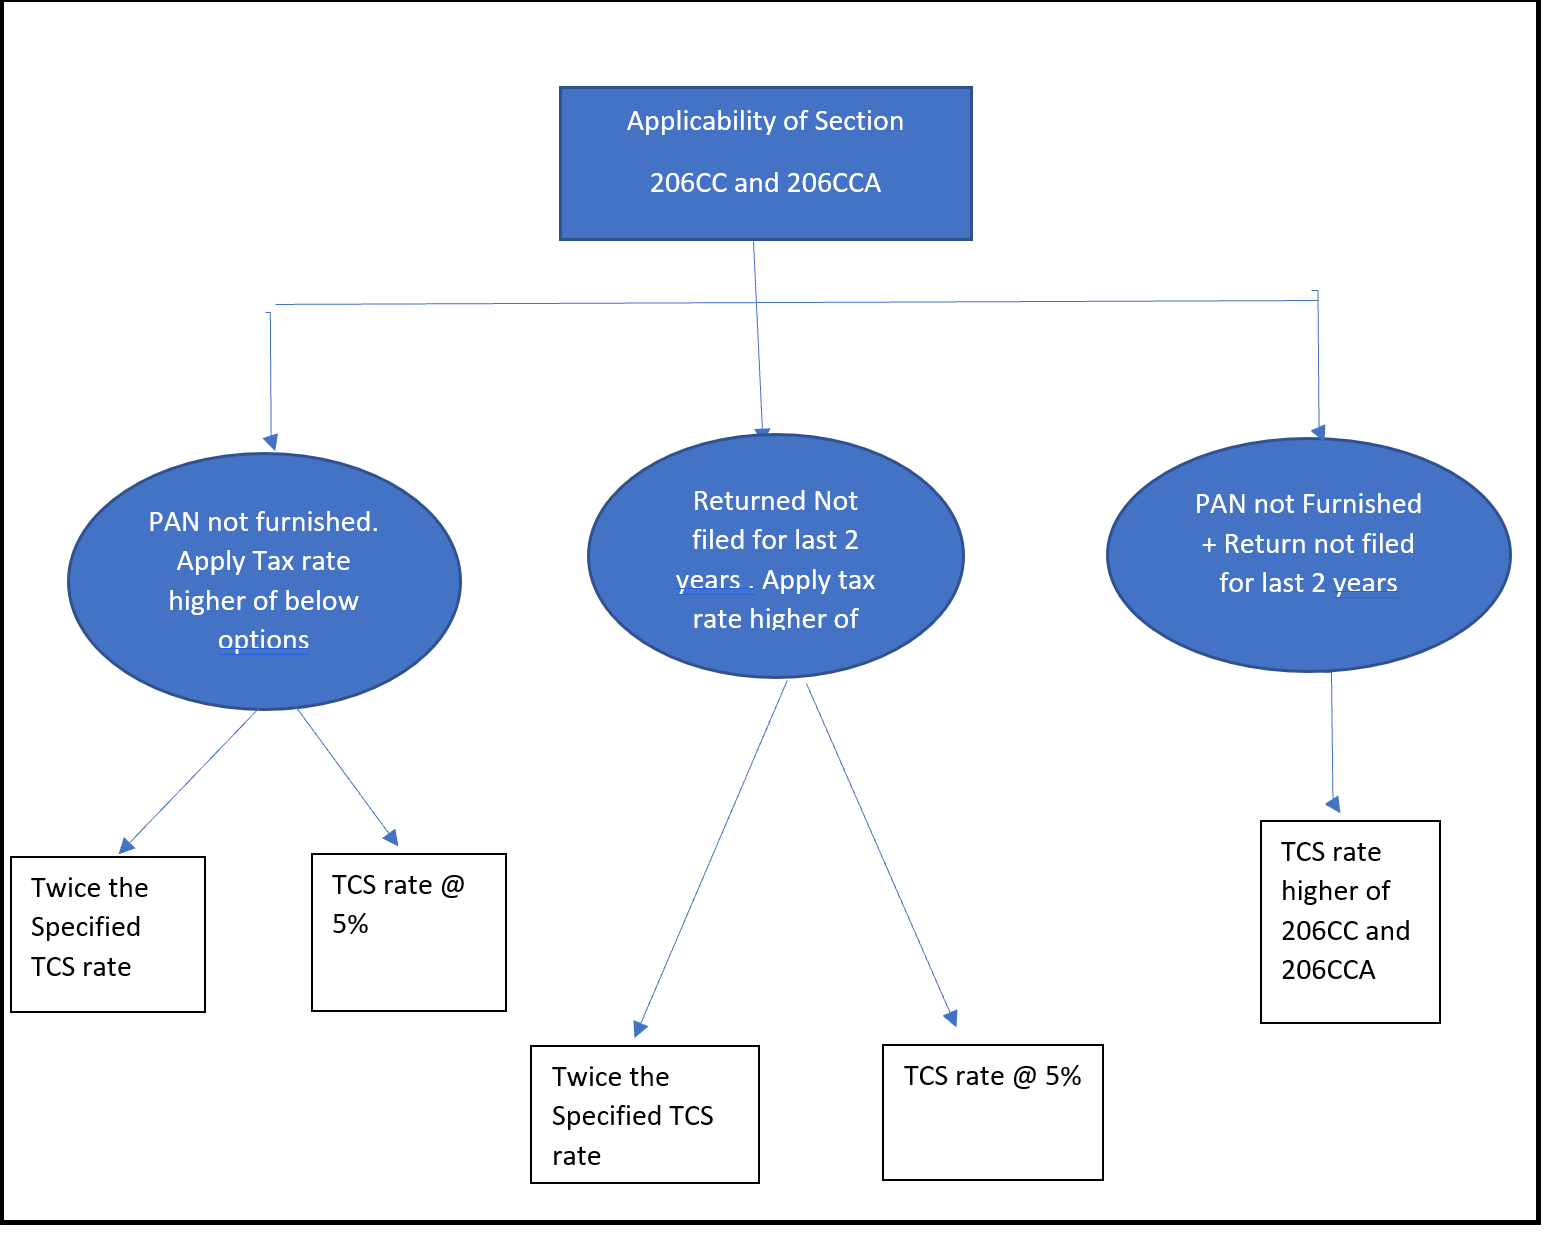 Applicability of Section
206CC and 206CCA
PAN not furnished.
Apply Tax rate
higher of below
options
Returned Not
filed for last 2
years . Apply tax
rate higher of
PAN not Furnished
+ Return not filed
for last 2 years
Twice the
Specified
TCS rate
TCS rate @
5%
Twice the
Specified TCS
rate
TCS rate @ 5%
TCS rate
higher of
206CC and
206CCA